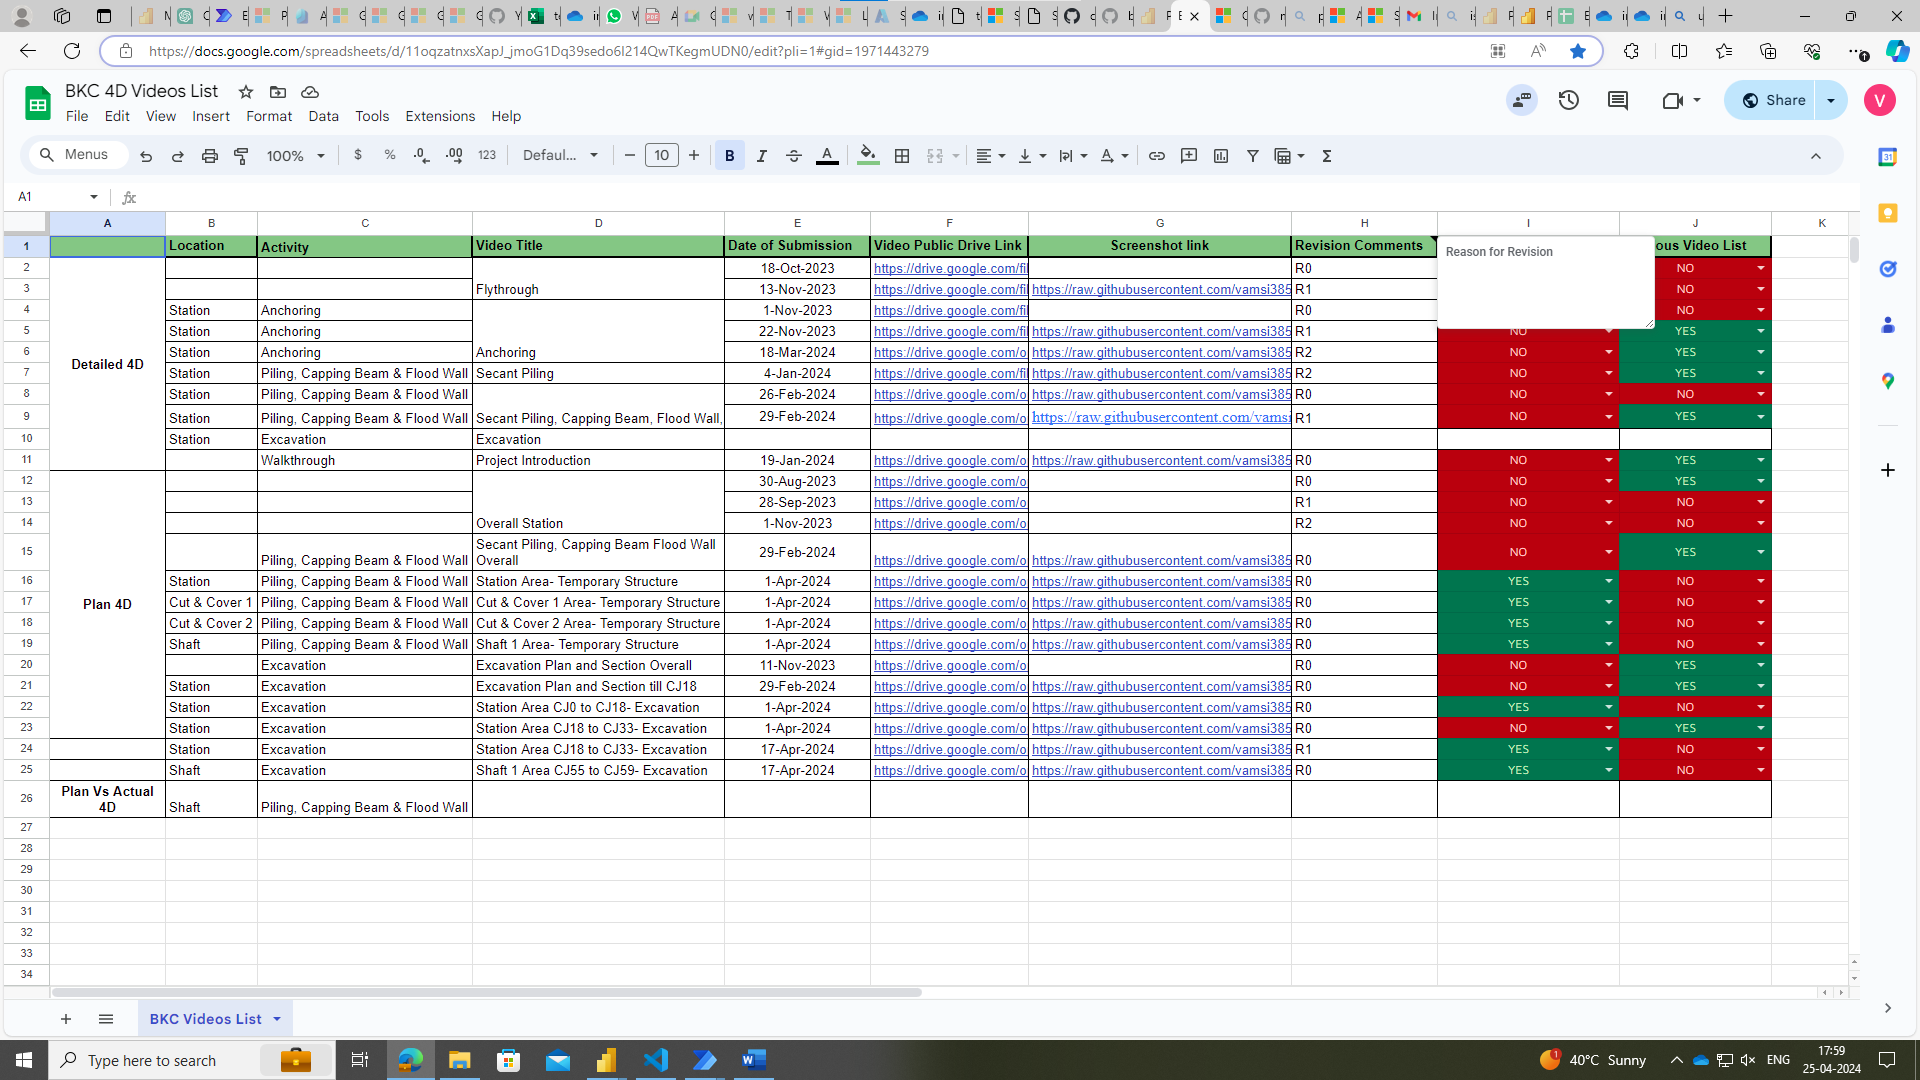 https://docs.google.com/spreadsheets/d/11oqzatnxsXapJ_jmoG1Dq39sedo6I214QwTKegmUDN0/edit?pli=1#gid=1971443279
BKC 4D Videos List
Share
V
File Edit View Insert Format Data Tools Extensions Help
Menus 100% $ % .0 .00 123 Defaul... 10 B I A
A1 fx
A B C D E F G H I J K
1 Location Activity Video Title Date of Submission Video Public Drive Link Screenshot link Revision Comments ous Video List
Reason for Revision
2 18-Oct-2023 https://drive.google.com/fil R0 NO
3 Flythrough 13-Nov-2023 https://drive.google.com/fil https://raw.githubusercontent.com/vamsi385 R1 NO
4 Station Anchoring 1-Nov-2023 https://drive.google.com/fil R0 NO
5 Station Anchoring 22-Nov-2023 https://drive.google.com/fil https://raw.githubusercontent.com/vamsi385 R1 NO YES
6 Station Anchoring Anchoring 18-Mar-2024 https://drive.google.com/o https://raw.githubusercontent.com/vamsi385 R2 NO YES
Detailed 4D
7 Station Piling, Capping Beam & Flood Wall Secant Piling 4-Jan-2024 https://drive.google.com/fil https://raw.githubusercontent.com/vamsi385 R2 NO YES
8 Station Piling, Capping Beam & Flood Wall 26-Feb-2024 https://drive.google.com/o https://raw.githubusercontent.com/vamsi385 R0 NO NO
9 Station Piling, Capping Beam & Flood Wall Secant Piling, Capping Beam, Flood Wall, 29-Feb-2024 https://drive.google.com/o https://raw.githubusercontent.com/vamsi R1 NO YES
10 Station Excavation Excavation
11 Walkthrough Project Introduction 19-Jan-2024 https://drive.google.com/o https://raw.githubusercontent.com/vamsi385 R0 NO YES
12 30-Aug-2023 https://drive.google.com/o R0 NO YES
13 28-Sep-2023 https://drive.google.com/o R1 NO NO
14 Overall Station 1-Nov-2023 https://drive.google.com/o R2 NO NO
15 Piling, Capping Beam & Flood Wall Secant Piling, Capping Beam Flood Wall Overall 29-Feb-2024 https://drive.google.com/o https://raw.githubusercontent.com/vamsi385 R0 NO YES
16 Station Piling, Capping Beam & Flood Wall Station Area- Temporary Structure 1-Apr-2024 https://drive.google.com/o https://raw.githubusercontent.com/vamsi385 R0 YES NO
Plan 4D
17 Cut & Cover 1 Piling, Capping Beam & Flood Wall Cut & Cover 1 Area- Temporary Structure 1-Apr-2024 https://drive.google.com/o https://raw.githubusercontent.com/vamsi385 R0 YES NO
18 Cut & Cover 2 Piling, Capping Beam & Flood Wall Cut & Cover 2 Area- Temporary Structure 1-Apr-2024 https://drive.google.com/o https://raw.githubusercontent.com/vamsi385 R0 YES NO
19 Shaft Piling, Capping Beam & Flood Wall Shaft 1 Area- Temporary Structure 1-Apr-2024 https://drive.google.com/o https://raw.githubusercontent.com/vamsi385 R0 YES NO
20 Excavation Excavation Plan and Section Overall 11-Nov-2023 https://drive.google.com/o R0 NO YES
21 Station Excavation Excavation Plan and Section till CJ18 29-Feb-2024 https://drive.google.com/o https://raw.githubusercontent.com/vamsi385 R0 NO YES
22 Station Excavation Station Area CJ0 to CJ18- Excavation 1-Apr-2024 https://drive.google.com/o https://raw.githubusercontent.com/vamsi385 R0 YES NO
23 Station Excavation Station Area CJ18 to CJ33- Excavation 1-Apr-2024 https://drive.google.com/o https://raw.githubusercontent.com/vamsi385 R0 NO YES
24 Station Excavation Station Area CJ18 to CJ33- Excavation 17-Apr-2024 https://drive.google.com/o https://raw.githubusercontent.com/vamsi385 R1 YES NO
25 Shaft Excavation Shaft 1 Area CJ55 to CJ59- Excavation 17-Apr-2024 https://drive.google.com/o https://raw.githubusercontent.com/vamsi385 R0 YES NO
26 Plan Vs Actual 4D Shaft Piling, Capping Beam & Flood Wall
27
28
29
30
31
32
33
34
BKC Videos List
Type here to search
40°C Sunny
ENG
17:59
25-04-2024